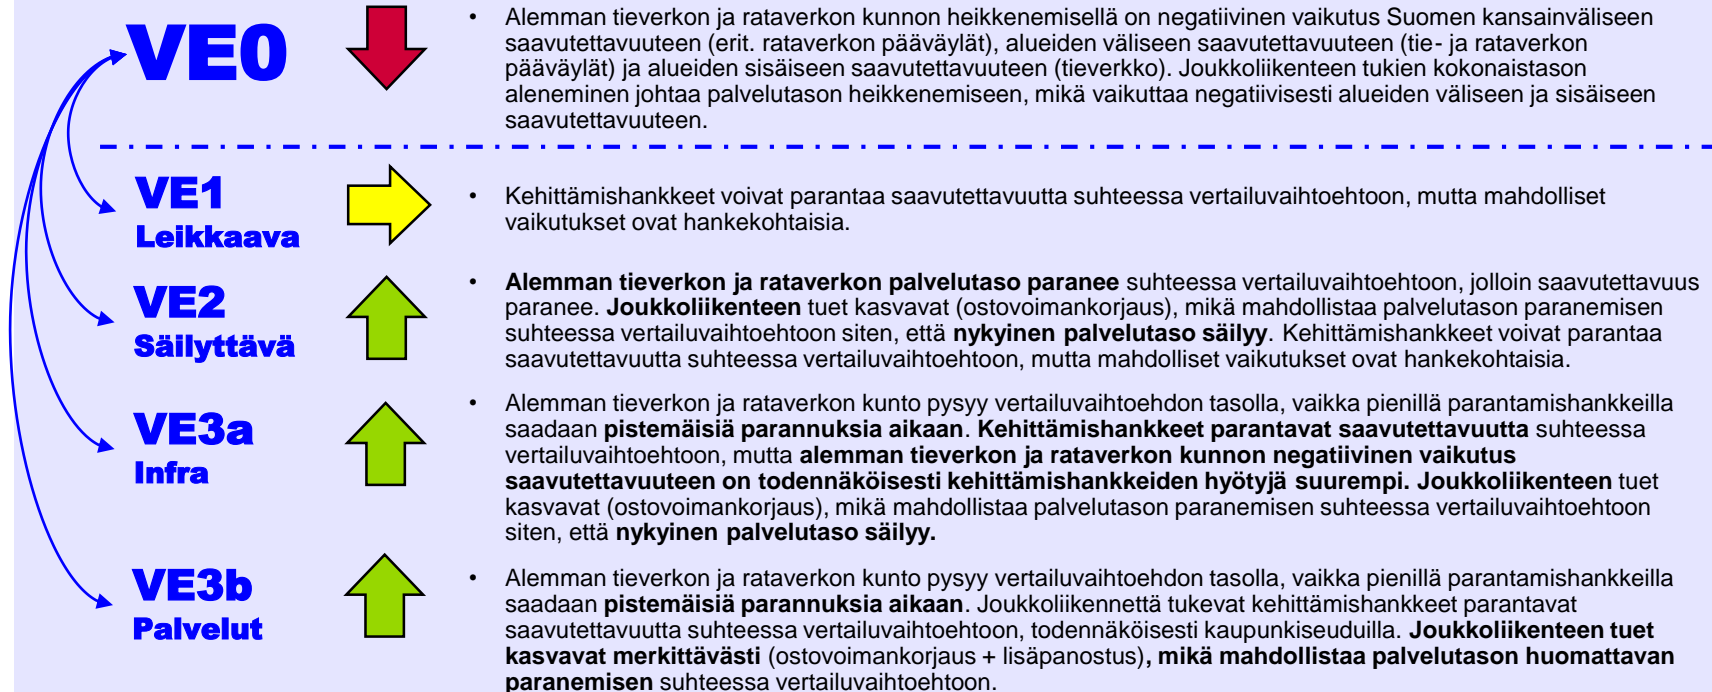 VE0
• Alemman tieverkon ja rataverkon kunnon heikkenemisellä on negatiivinen vaikutus Suomen kansainväliseen
saavutettavuuteen (erit. rataverkon pääväylät), alueiden väliseen saavutettavuuteen (tie- ja rataverkon
pääväylät) ja alueiden sisäiseen saavutettavuuteen (tieverkko). Joukkoliikenteen tukien kokonaistason
aleneminen johtaa palvelutason heikkenemiseen, mikä vaikuttaa negatiivisesti alueiden väliseen ja sisäiseen
saavutettavuuteen.
VE1
Leikkaava
• Kehittämishankkeet voivat parantaa saavutettavuutta suhteessa vertailuvaihtoehtoon, mutta mahdolliset
vaikutukset ovat hankekohtaisia.
VE2
Säilyttävä
• Alemman tieverkon ja rataverkon palvelutaso paranee suhteessa vertailuvaihtoehtoon, jolloin saavutettavuus
paranee. Joukkoliikenteen tuet kasvavat (ostovoimankorjaus), mikä mahdollistaa palvelutason paranemisen
suhteessa vertailuvaihtoehtoon siten, että nykyinen palvelutaso säilyy. Kehittämishankkeet voivat parantaa
saavutettavuutta suhteessa vertailuvaihtoehtoon, mutta mahdolliset vaikutukset ovat hankekohtaisia.
VE3a
Infra
• Alemman tieverkon ja rataverkon kunto pysyy vertailuvaihtoehdon tasolla, vaikka pienillä parantamishankkeilla
saadaan pistemäisiä parannuksia aikaan. Kehittämishankkeet parantavat saavutettavuutta suhteessa
vertailuvaihtoehtoon, mutta alemman tieverkon ja rataverkon kunnon negatiivinen vaikutus
saavutettavuuteen on todennäköisesti kehittämishankkeiden hyötyjä suurempi. Joukkoliikenteen tuet
kasvavat (ostovoimankorjaus), mikä mahdollistaa palvelutason paranemisen suhteessa vertailuvaihtoehtoon
siten, että nykyinen palvelutaso säilyy.
VE3b
Palvelut
• Alemman tieverkon ja rataverkon kunto pysyy vertailuvaihtoehdon tasolla, vaikka pienillä parantamishankkeilla
saadaan pistemäisiä parannuksia aikaan. Joukkoliikennettä tukevat kehittämishankkeet parantavat
saavutettavuutta suhteessa vertailuvaihtoehtoon, todennäköisesti kaupunkiseuduilla. Joukkoliikenteen tuet
kasvavat merkittävästi (ostovoimankorjaus + lisäpanostus), mikä mahdollistaa palvelutason huomattavan
paranemisen suhteessa vertailuvaihtoehtoon.